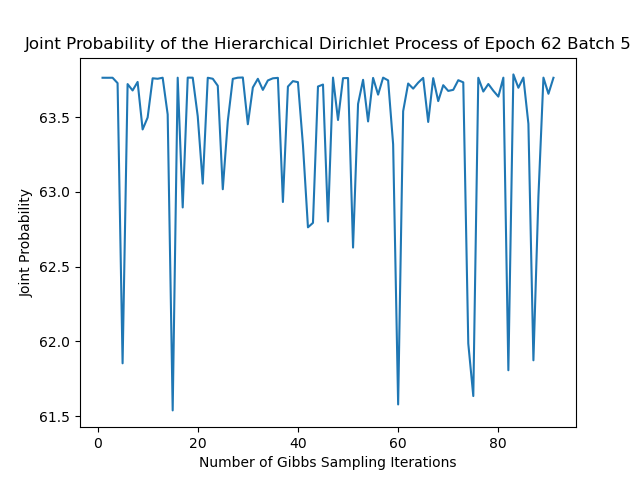 Joint Probability of the Hierarchical Dirichlet Process of Epoch 62 Batch 5
63.5
63.0
62.5
62.0
61.5
Joint Probability
0 20 40 60 80
Number of Gibbs Sampling Iterations